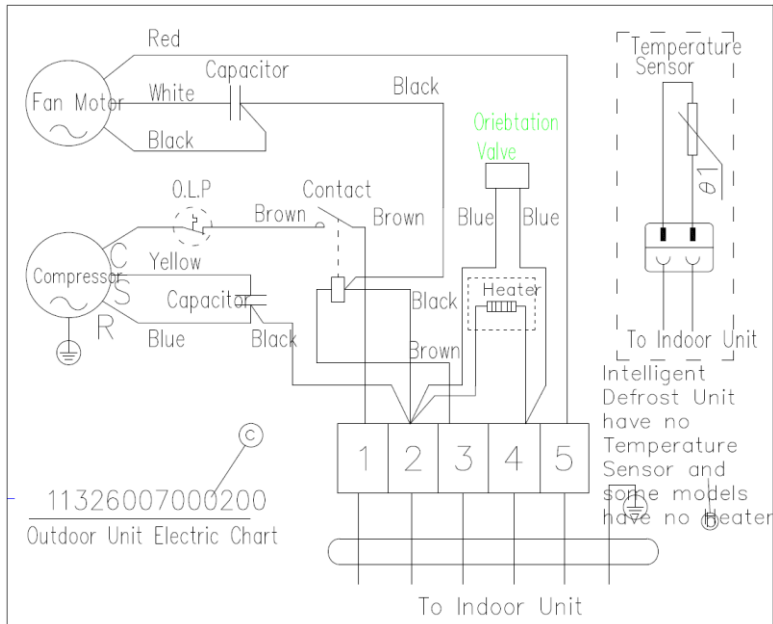 Red
Capacitor
Fan Motor
White
Black
Black
Temperature
Sensor
Oriebtation
Valve
O.L.P
Contact
Brown
Brown
Blue
Blue
θ1
Compressor
C
S
R
Yellow
Capacitor
Blue
Black
Black
Heater
Brown
To Indoor Unit
Intelligent
Defrost Unit
have no
Temperature
Sensor and
some models
have no Heater
1 2 3 4 5
C
11326007000200
Outdoor Unit Electric Chart
To Indoor Unit